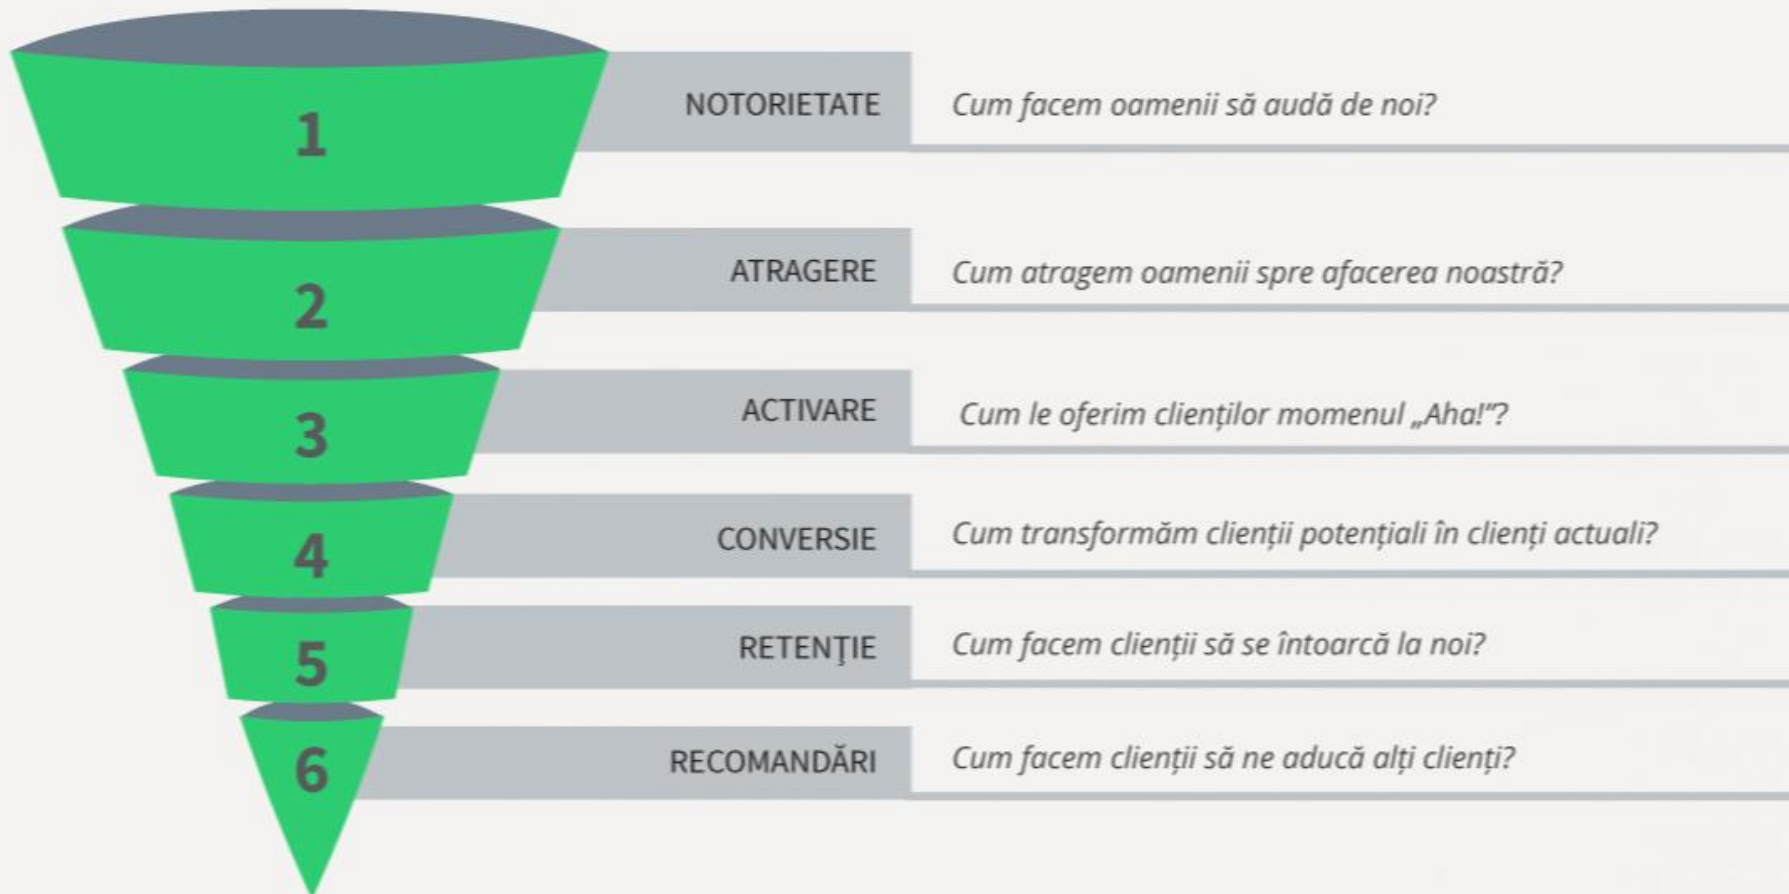 1
NOTORIETATE
Cum facem oamenii să audă de noi?
2
ATRAGERE
Cum atragem oamenii spre afacerea noastră?
3
ACTIVARE
Cum le oferim clienților momenul „Aha!”?
4
CONVERSIE
Cum transformăm clienții potențiali în clienți actuali?
5
RETENŢIE
Cum facem clienții să se întoarcă la noi?
6
RECOMANDĂRI
Cum facem clienții să ne aducă alți clienți?